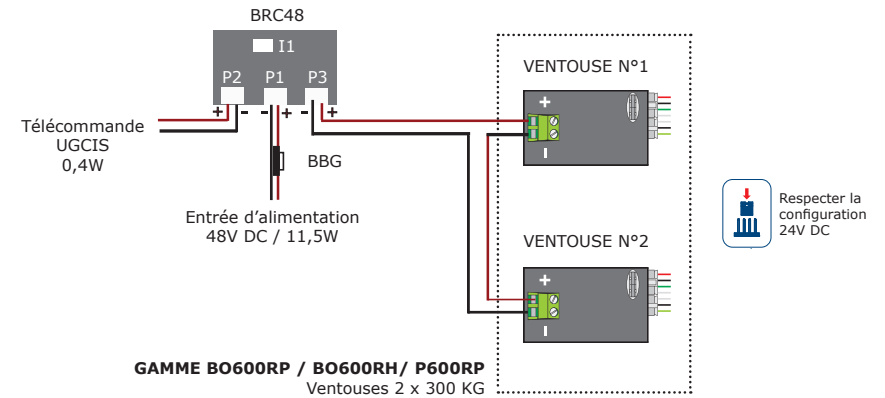 BRC48
I1
P2 P1 P3
+ - - + - +
Télécommande
UGCIS
0,4W
BBG
Entrée d'alimentation
48V DC / 11,5W
VENTOUSE N°1
+
-
VENTOUSE N°2
+
-
Respecter la
configuration
24V DC
GAMME BO600RP / BO600RH/ P600RP
Ventouses 2 x 300 KG